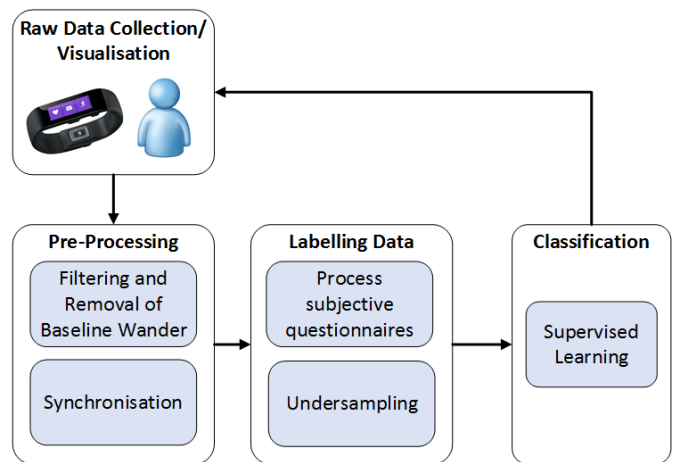 Raw Data Collection/
Visualisation
Pre-Processing
Filtering and
Removal of
Baseline Wander
Synchronisation
Labelling Data
Process
subjective
questionnaires
Undersampling
Classification
Supervised
Learning